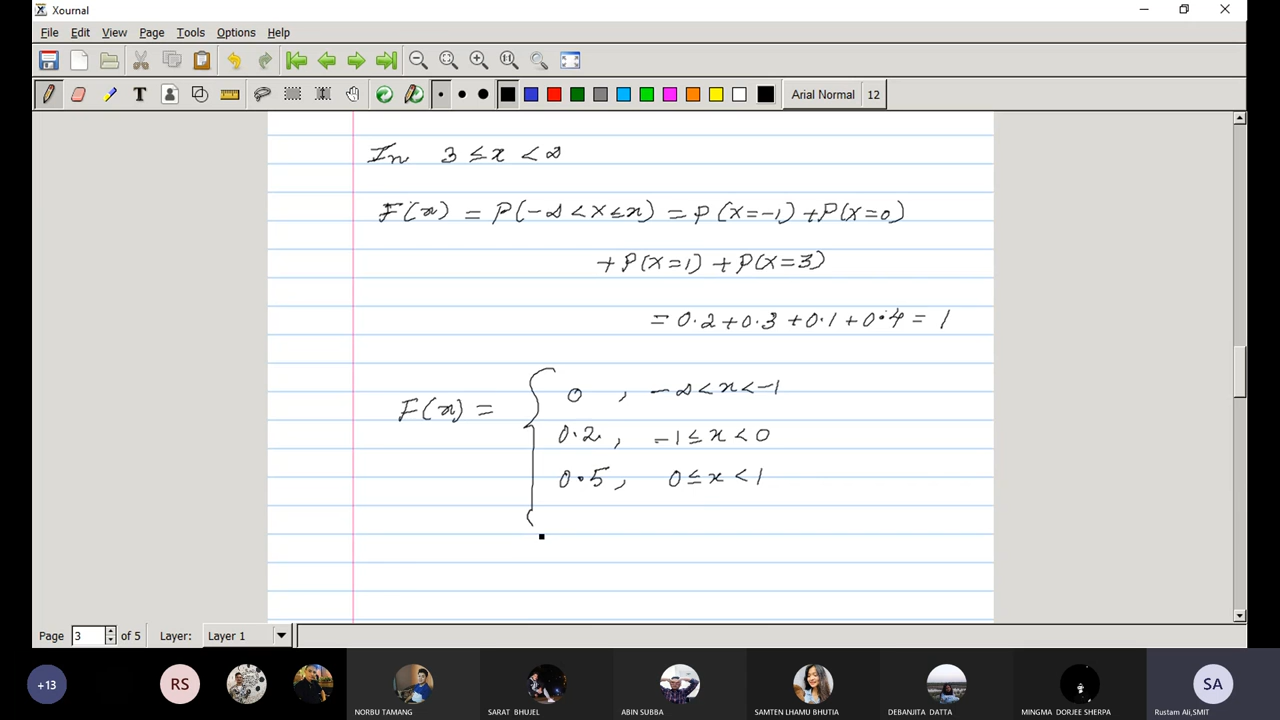 Xournal
File Edit View Page Tools Options Help
Arial Normal 12
In 3 ≤ x < ∞
F(x) = P(-∞ < X ≤ x) = P(X=-1) + P(X=0)
+ P(X=1) + P(X=3)
= 0.2 + 0.3 + 0.1 + 0.4 = 1
F(x) = { 0 , -∞ < x < -1
0.2 , -1 ≤ x < 0
0.5 , 0 ≤ x < 1
Page 3 of 5 Layer: Layer 1
+13 RS SA
NORBU TAMANG SARAT BHUJEL ABIN SUBBA SAMTEN LHAMU BHUTIA DEBANJITA DATTA MINGMA DORJEE SHERPA Rustam Ali,SMIT